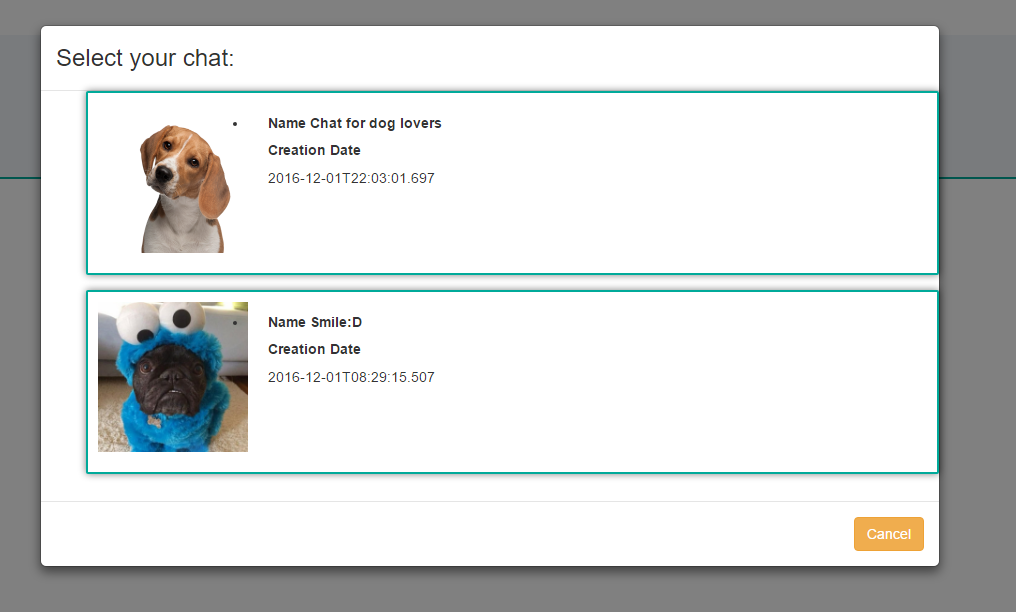 Select your chat:
Name Chat for dog lovers
Creation Date
2016-12-01T22:03:01.697
Name Smile:D
Creation Date
2016-12-01T08:29:15.507
Cancel